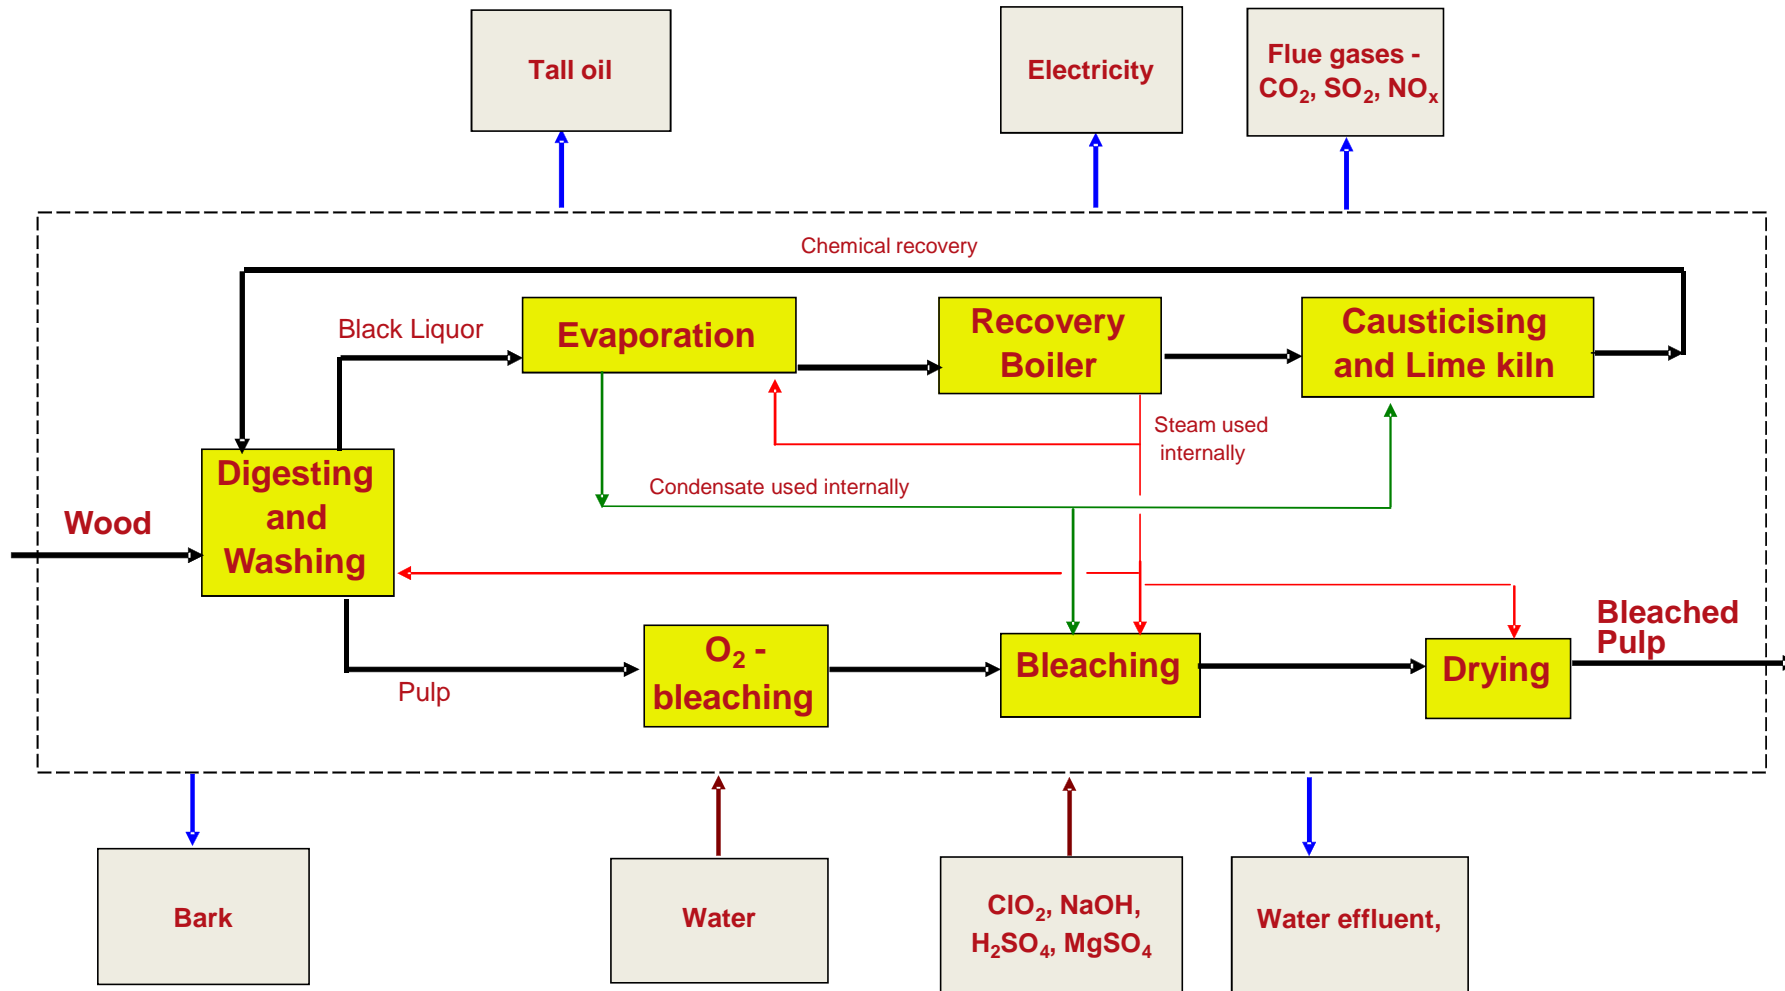 Tall oil
Electricity
Flue gases -
CO₂, SO₂, NOₓ
Chemical recovery
Black Liquor
Evaporation
Recovery
Boiler
Causticising
and Lime kiln
Steam used
internally
Digesting
and
Washing
Condensate used internally
Wood
Bleached
Pulp
O₂ -
bleaching
Bleaching
Drying
Pulp
Bark
Water
ClO₂, NaOH,
H₂SO₄, MgSO₄
Water effluent,